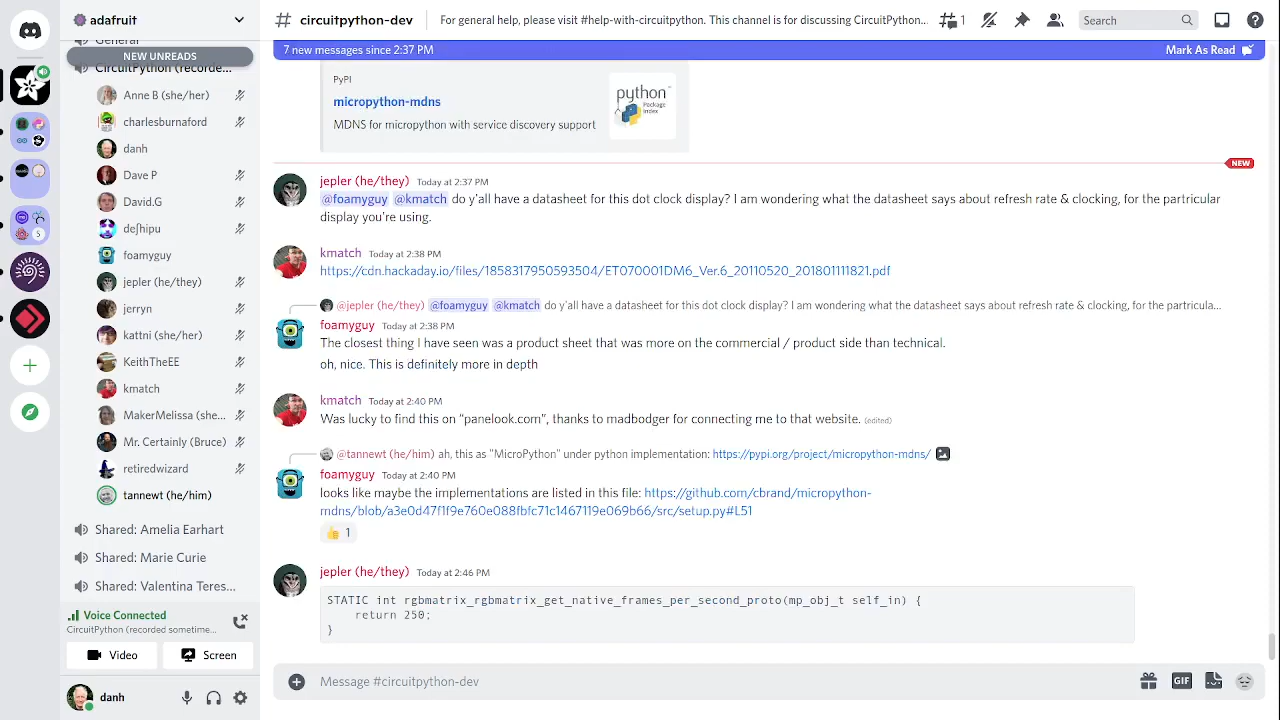 adafruit
General
NEW UNREADS
CircuitPython (recorde...
Anne B (she/her)
charlesburnaford
danh
Dave P
David.G
de∫hipu
foamyguy
jepler (he/they)
jerryn
kattni (she/her)
KeithTheEE
kmatch
MakerMelissa (she...
Mr. Certainly (Bruce)
retiredwizard
tannewt (he/him)
Shared: Amelia Earhart
Shared: Marie Curie
Shared: Valentina Teres...
Voice Connected
CircuitPython (recorded sometime...
Video
Screen
danh
# circuitpython-dev
For general help, please visit #help-with-circuitpython. This channel is for discussing CircuitPython...
1
Search
7 new messages since 2:37 PM
Mark As Read
PyPI
micropython-mdns
MDNS for micropython with service discovery support
python
Package
Index
NEW
jepler (he/they) Today at 2:37 PM
@foamyguy @kmatch do y'all have a datasheet for this dot clock display? I am wondering what the datasheet says about refresh rate & clocking, for the partricular
display you're using.
kmatch Today at 2:38 PM
https://cdn.hackaday.io/files/1858317950593504/ET070001DM6_Ver.6_20110520_201801111821.pdf
@jepler (he/they) @foamyguy @kmatch do y'all have a datasheet for this dot clock display? I am wondering what the datasheet says about refresh rate & clocking, for the partricula...
foamyguy Today at 2:38 PM
The closest thing I have seen was a product sheet that was more on the commercial / product side than technical.
oh, nice. This is definitely more in depth
kmatch Today at 2:40 PM
Was lucky to find this on "panelook.com", thanks to madbodger for connecting me to that website. (edited)
@tannewt (he/him) ah, this as "MicroPython" under python implementation: https://pypi.org/project/micropython-mdns/
foamyguy Today at 2:40 PM
looks like maybe the implementations are listed in this file: https://github.com/cbrand/micropython-
mdns/blob/a3e0d47f1f9e760e088fbfc71c1467119e069b66/src/setup.py#L51
1
jepler (he/they) Today at 2:46 PM
STATIC int rgbmatrix_rgbmatrix_get_native_frames_per_second_proto(mp_obj_t self_in) {
return 250;
}
Message #circuitpython-dev
GIF